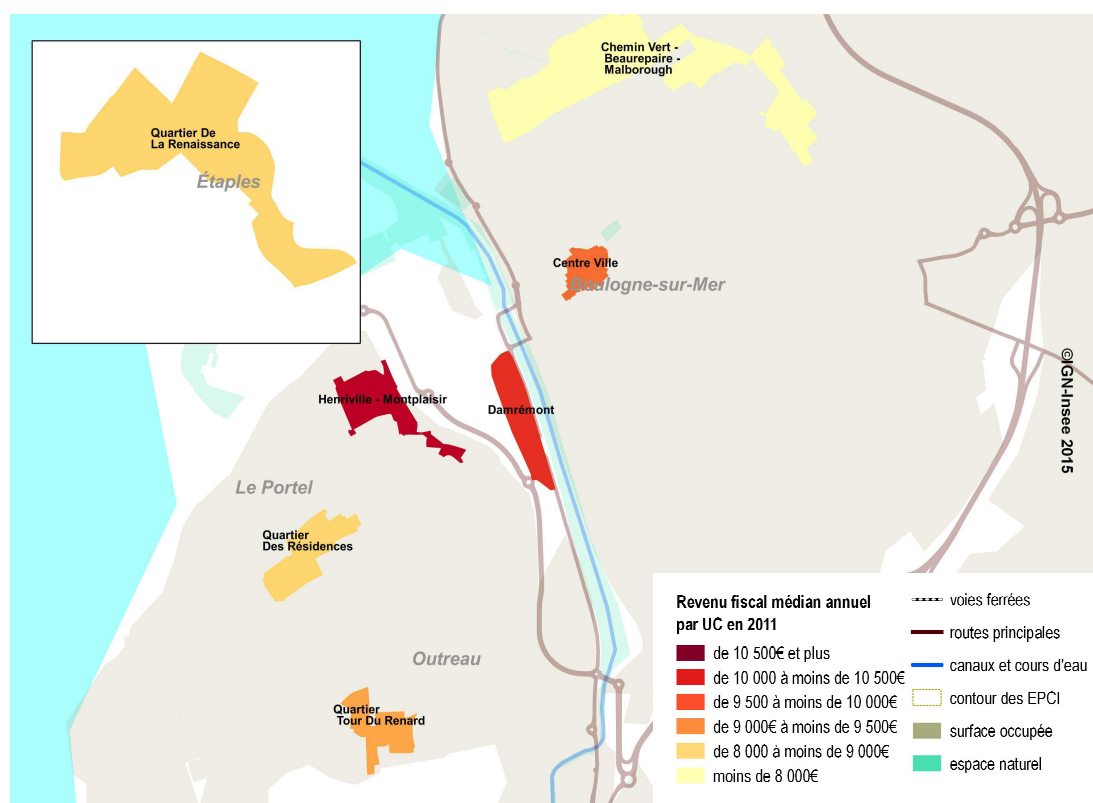 Chemin Vert -
Beaurepaire -
Malborough
Quartier De
La Renaissance
Étaples
Centre Ville
Boulogne-sur-Mer
Henriville - Montplaisir
Damrémont
©IGN-Insee 2015
Le Portel
Quartier
Des Résidences
Outreau
Quartier
Tour Du Renard
Revenu fiscal médian annuel
par UC en 2011
de 10 500€ et plus
de 10 000 à moins de 10 500€
de 9 500 à moins de 10 000€
de 9 000€ à moins de 9 500€
de 8 000 à moins de 9 000€
moins de 8 000€
voies ferrées
routes principales
canaux et cours d'eau
contour des EPCI
surface occupée
espace naturel